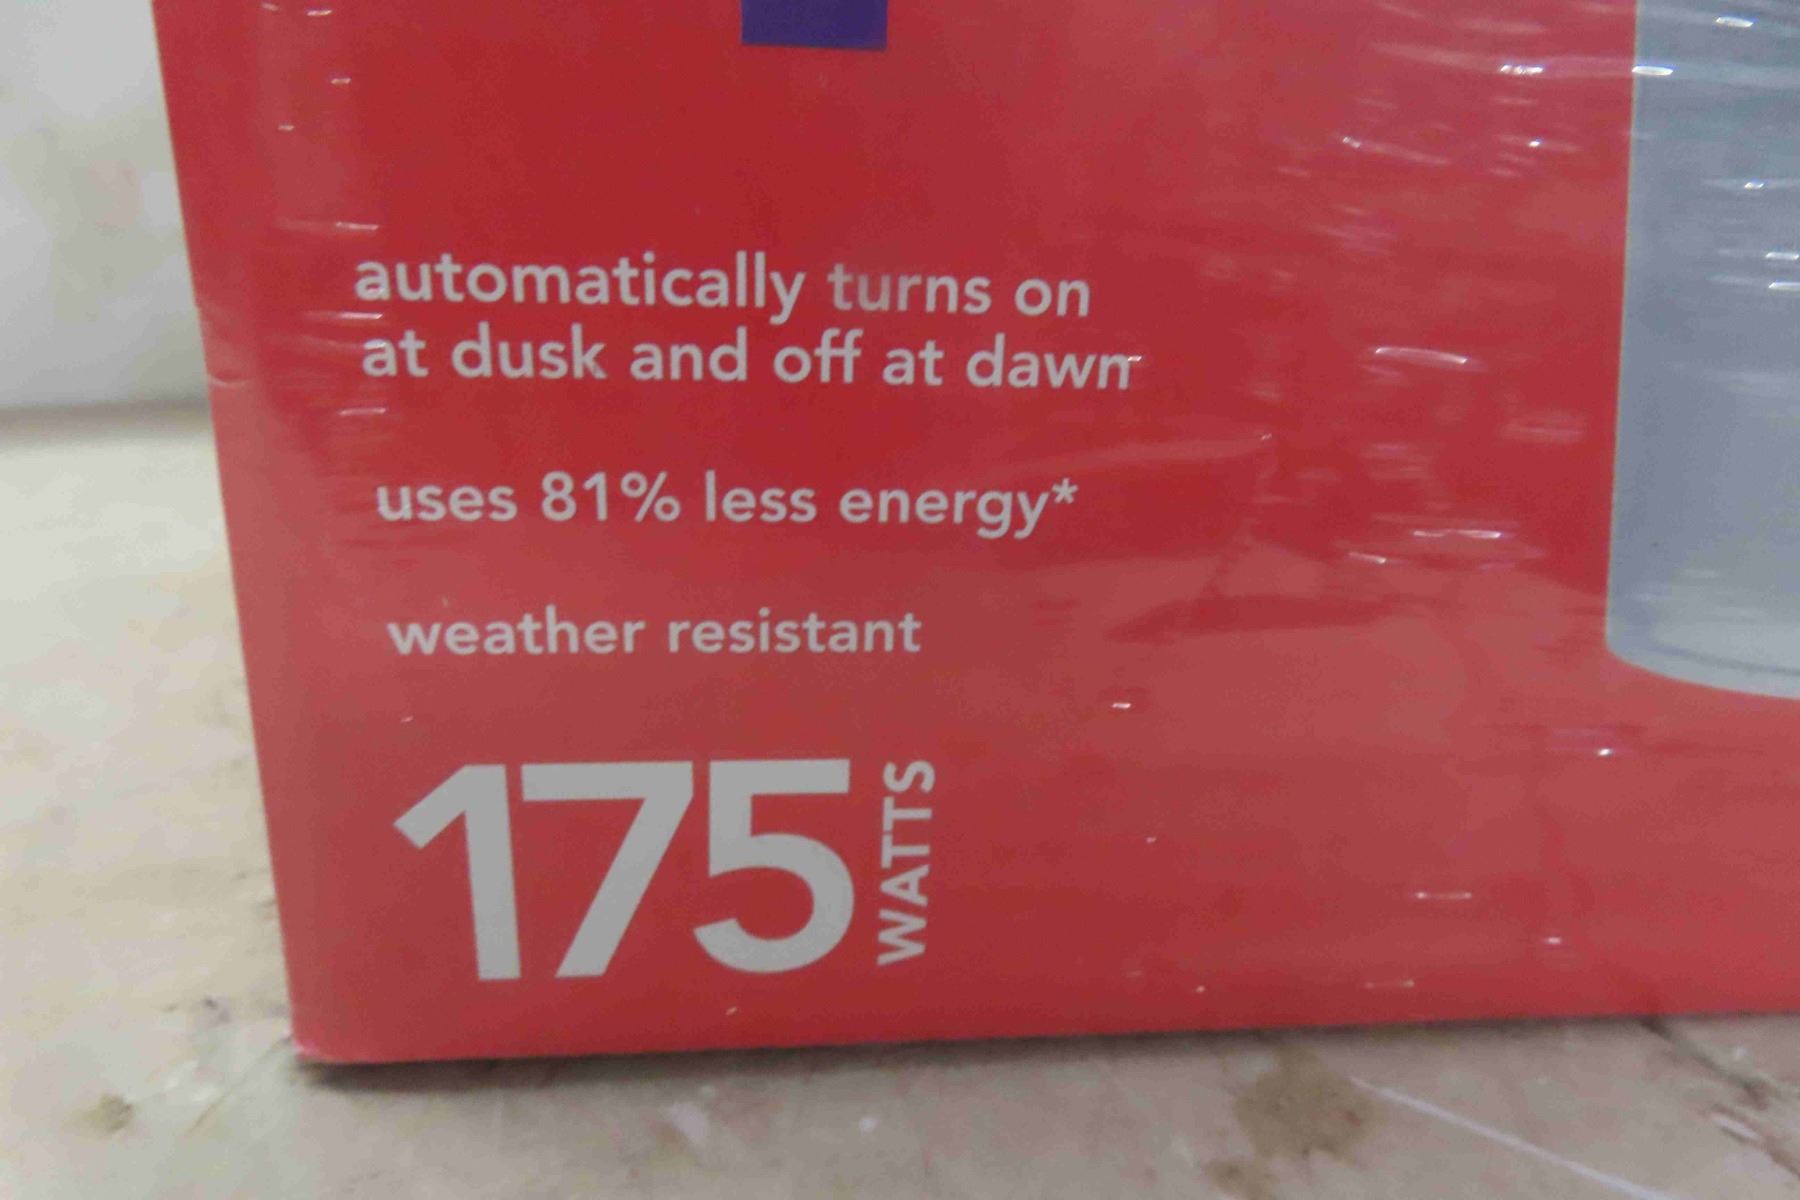 automatically turns on
at dusk and off at dawn
uses 81% less energy*
weather resistant
175 WATTS